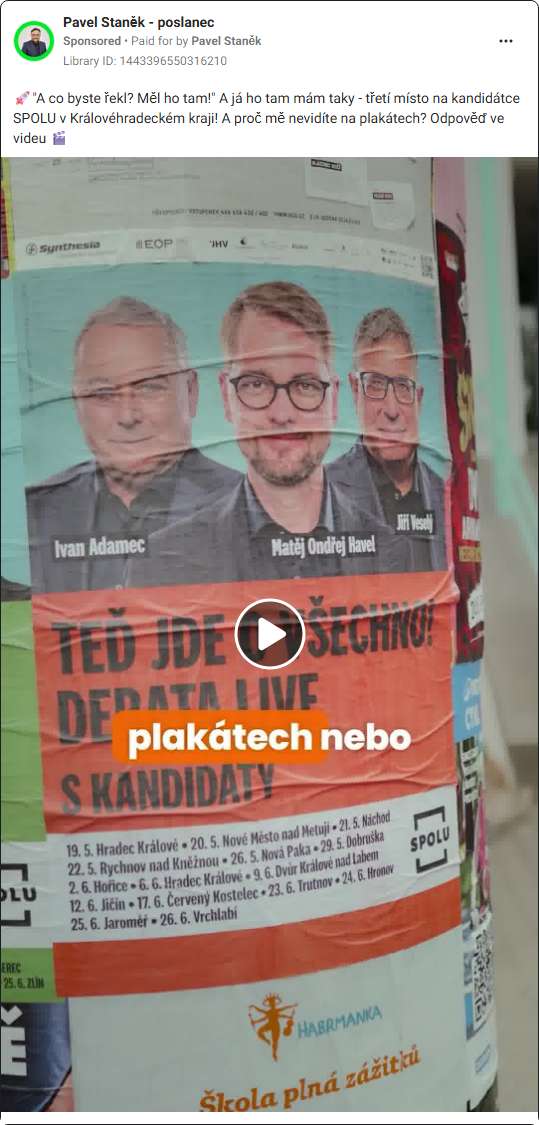 Pavel Staněk - poslanec
Sponsored • Paid for by Pavel Staněk
Library ID: 1443396550316210
"A co byste řekl? Měl ho tam!" A já ho tam mám taky - třetí místo na kandidátce
SPOLU v Královéhradeckém kraji! A proč mě nevidíte na plakátech? Odpověď ve
videu
Synthesia EOP JHV
Ivan Adamec
Matěj Ondřej Havel
Jiří Veselý
TEĎ JDE O VŠECHNO!
DEBATA LIVE
plakátech nebo
S KANDIDÁTY
19. 5. Hradec Králové • 20. 5. Nové Město nad Metují • 21. 5. Náchod
22. 5. Rychnov nad Kněžnou • 26. 5. Nová Paka • 29. 5. Dobruška
2. 6. Hořice • 6. 6. Hradec Králové • 9. 6. Dvůr Králové nad Labem
12. 6. Jičín • 17. 6. Červený Kostelec • 23. 6. Trutnov • 24. 6. Hronov
25. 6. Jaroměř • 26. 6. Vrchlabí
SPOLU
OLU
EREC
25. 6. ZLÍN
Ě
HABRMANKA
Škola plná zážitků